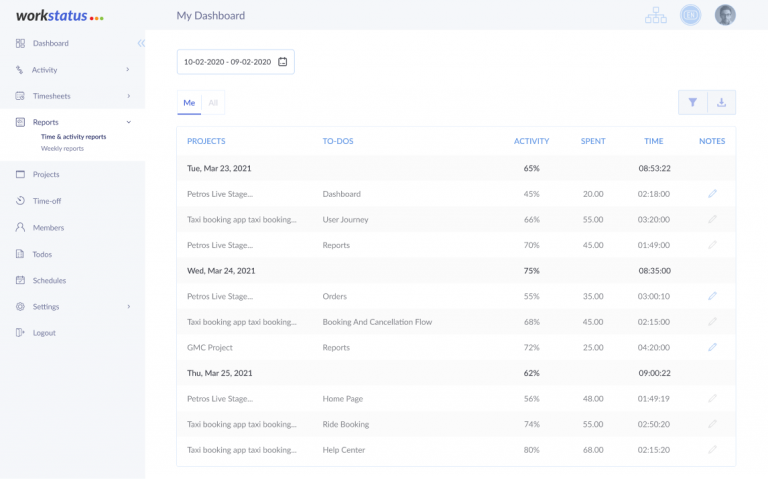 workstatus
My Dashboard
Dashboard
Activity
Timesheets
Reports
Time & activity reports
Weekly reports
Projects
Time-off
Members
Todos
Schedules
Settings
Logout
10-02-2020 - 09-02-2020
Me All
PROJECTS TO-DOS ACTIVITY SPENT TIME NOTES
Tue, Mar 23, 2021 65% 08:53:22
Petros Live Stage... Dashboard 45% 20.00 02:18:00
Taxi booking app taxi booking... User Journey 66% 55.00 03:20:00
Petros Live Stage... Reports 70% 45.00 01:49:00
Wed, Mar 24, 2021 75% 08:35:00
Petros Live Stage... Orders 55% 35.00 03:00:10
Taxi booking app taxi booking... Booking And Cancellation Flow 68% 45.00 02:15:00
GMC Project Reports 72% 25.00 04:20:00
Thu, Mar 25, 2021 62% 09:00:22
Petros Live Stage... Home Page 56% 48.00 01:49:19
Taxi booking app taxi booking... Ride Booking 74% 55.00 02:50:20
Taxi booking app taxi booking... Help Center 80% 68.00 02:15:20